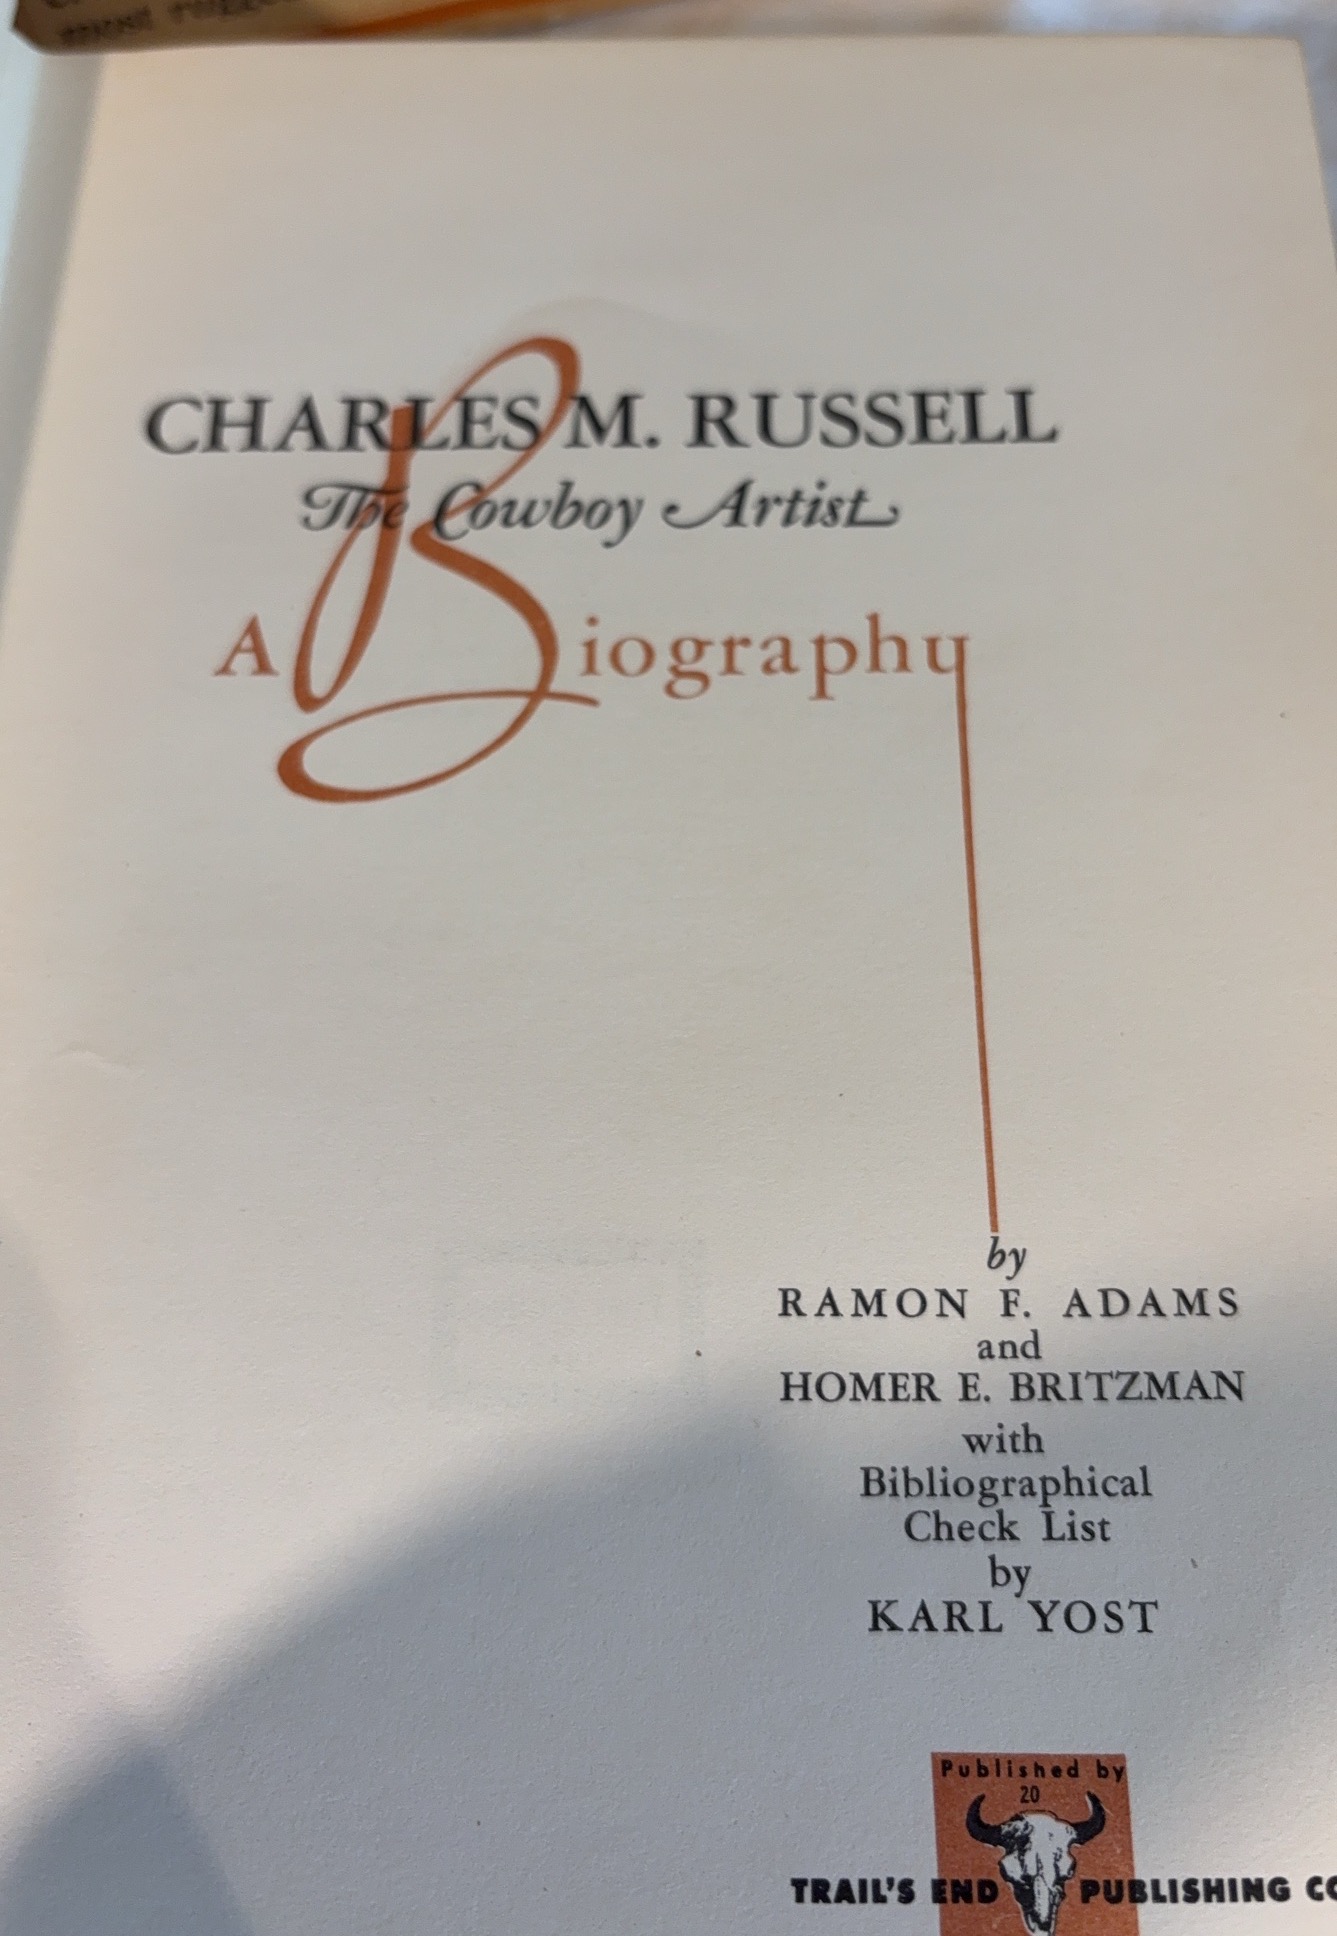 CHARLES M. RUSSELL
The Cowboy Artist
A Biography
by
RAMON F. ADAMS
and
HOMER E. BRITZMAN
with
Bibliographical
Check List
by
KARL YOST
Published by
20
TRAIL'S END PUBLISHING CO